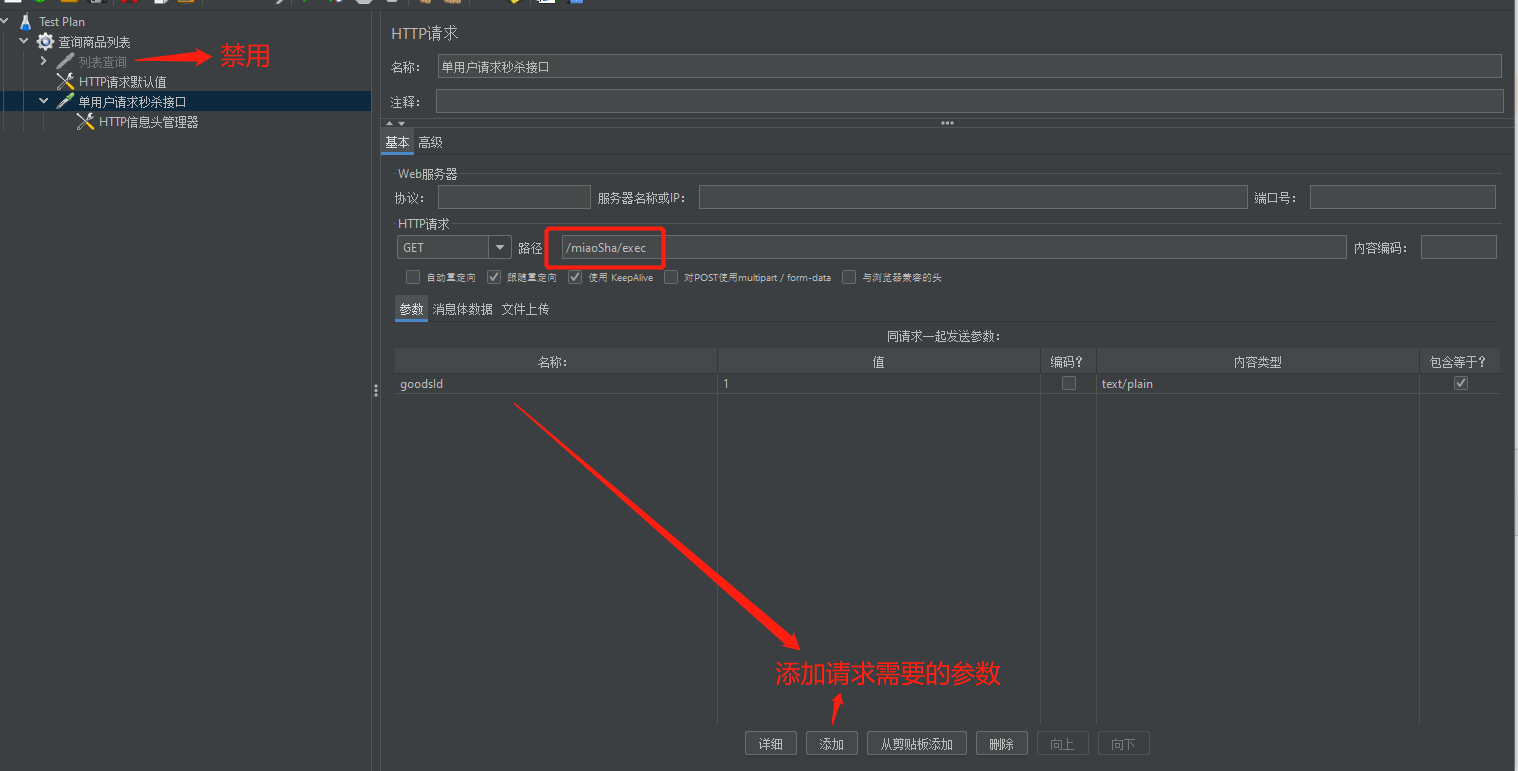 Test Plan
查询商品列表
列表查询
禁用
HTTP请求默认值
单用户请求秒杀接口
HTTP信息头管理器
HTTP请求
名称：
单用户请求秒杀接口
注释：
基本 高级
Web服务器
协议：
服务器名称或IP：
端口号：
HTTP请求
GET
路径
/miaoSha/exec
内容编码：
自动重定向
跟随重定向
使用 KeepAlive
对POST使用multipart / form-data
与浏览器兼容的头
参数 消息体数据 文件上传
同请求一起发送参数：
名称： 值 编码？ 内容类型 包含等于？
goodsId 1 text/plain
添加请求需要的参数
详细 添加 从剪贴板添加 删除 向上 向下